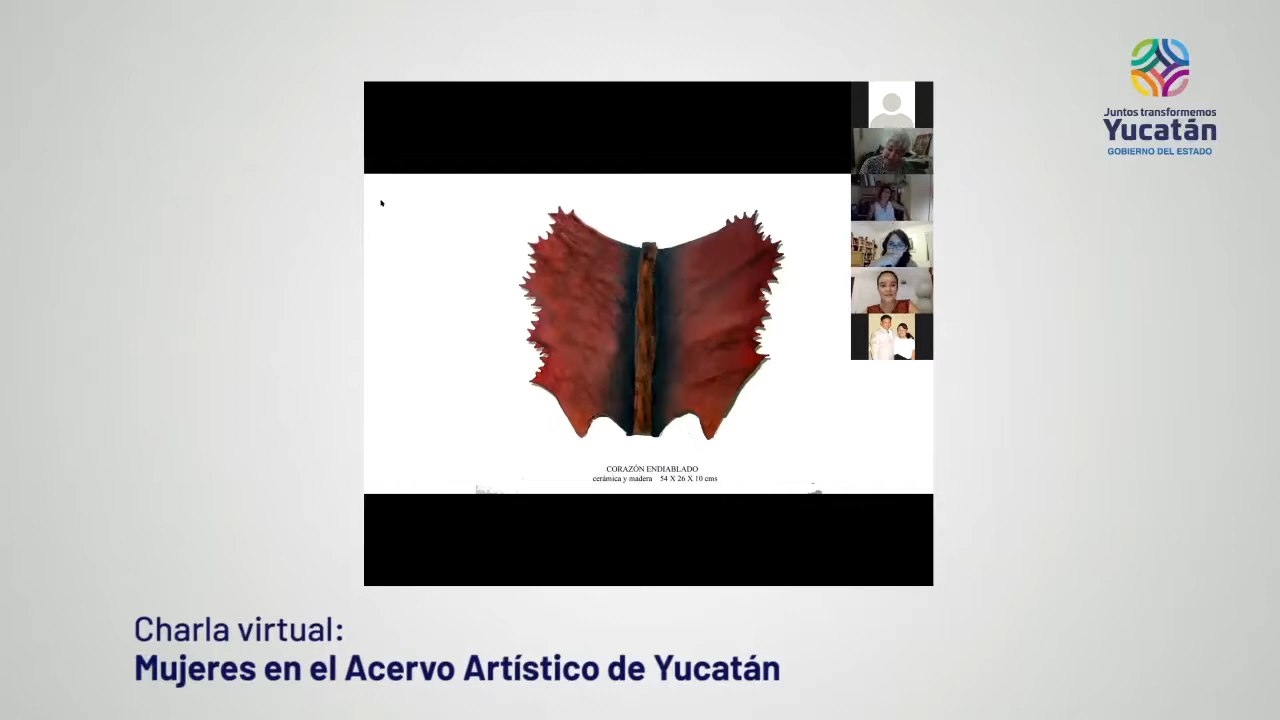 Juntos transformemos
Yucatán
GOBIERNO DEL ESTADO
CORAZÓN ENDIABLADO
cerámica y madera 54 X 26 X 10 cms
Charla virtual:
Mujeres en el Acervo Artístico de Yucatán